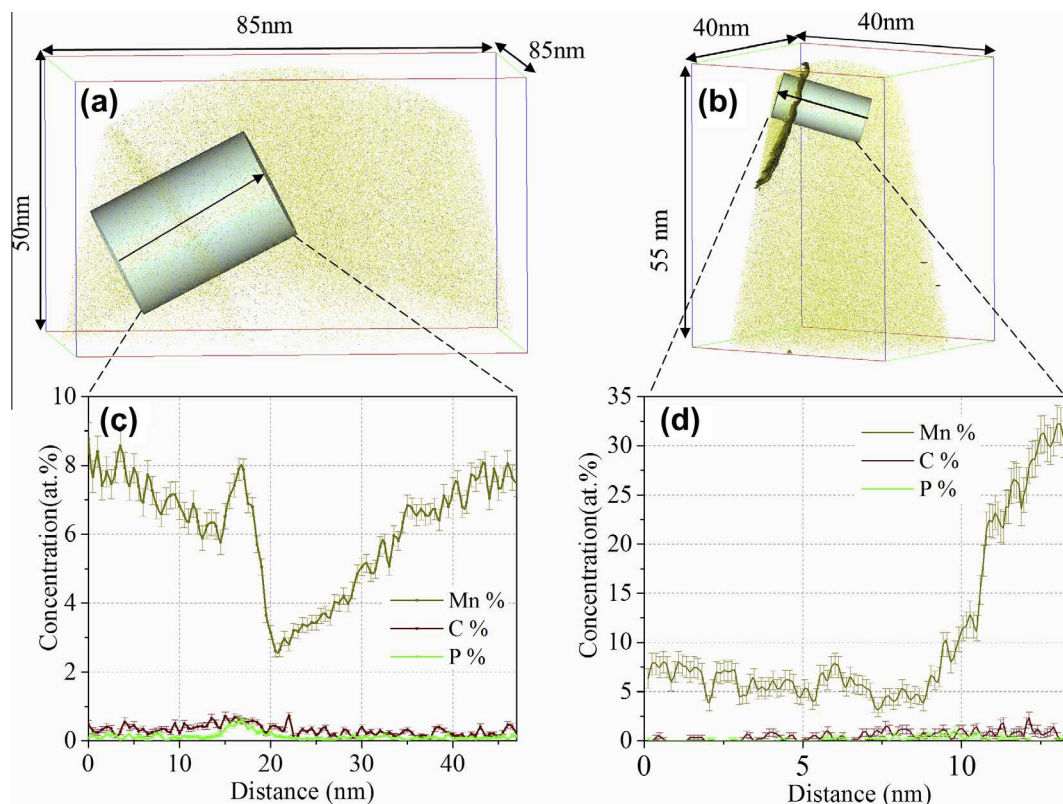 85nm
85nm
50nm
(a)
40nm
40nm
55 nm
(b)
(c)
Concentration(at.%)
10
8
6
4
2
0
Mn %
C %
P %
0 10 20 30 40
Distance (nm)
(d)
Concentration(at.%)
35
30
25
20
15
10
5
0
Mn %
C %
P %
0 5 10
Distance (nm)